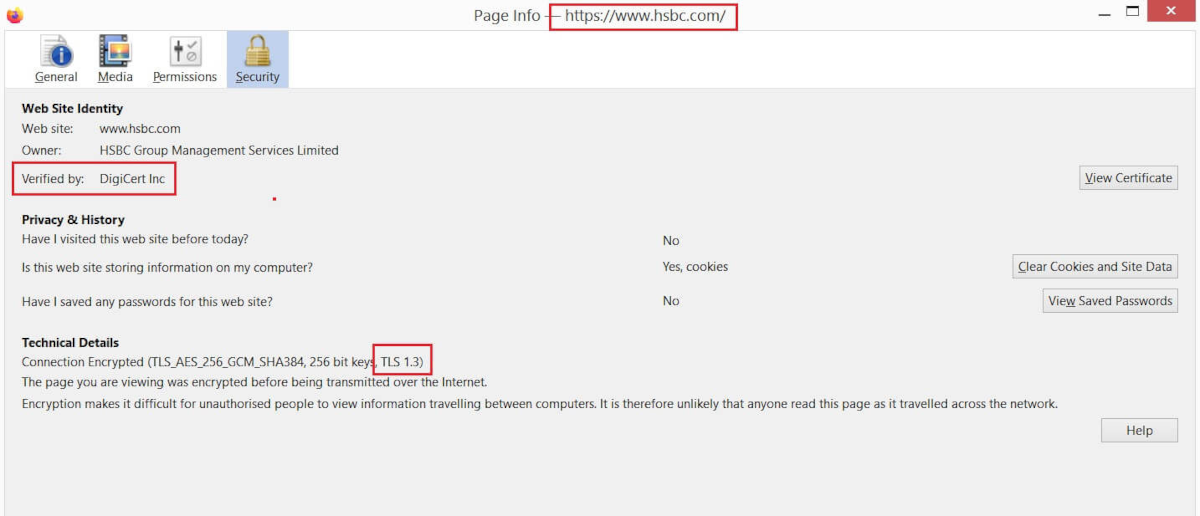 Page Info — https://www.hsbc.com/
General Media Permissions Security
Web Site Identity
Web site: www.hsbc.com
Owner: HSBC Group Management Services Limited
Verified by: DigiCert Inc View Certificate
Privacy & History
Have I visited this web site before today? No
Is this web site storing information on my computer? Yes, cookies Clear Cookies and Site Data
Have I saved any passwords for this web site? No View Saved Passwords
Technical Details
Connection Encrypted (TLS_AES_256_GCM_SHA384, 256 bit keys, TLS 1.3)
The page you are viewing was encrypted before being transmitted over the Internet.
Encryption makes it difficult for unauthorised people to view information travelling between computers. It is therefore unlikely that anyone read this page as it travelled across the network.
Help